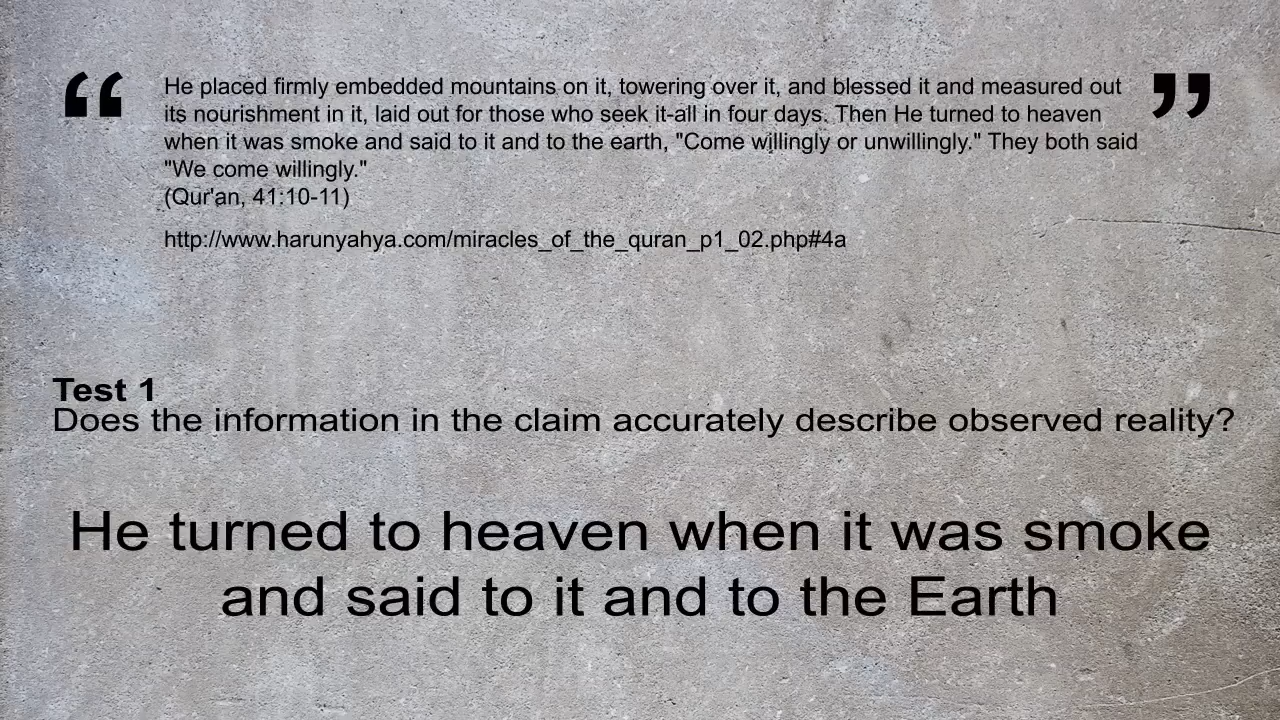 “ He placed firmly embedded mountains on it, towering over it, and blessed it and measured out ”
its nourishment in it, laid out for those who seek it-all in four days. Then He turned to heaven
when it was smoke and said to it and to the earth, "Come willingly or unwillingly." They both said
"We come willingly."
(Qur'an, 41:10-11)
http://www.harunyahya.com/miracles_of_the_quran_p1_02.php#4a
Test 1
Does the information in the claim accurately describe observed reality?
He turned to heaven when it was smoke
and said to it and to the Earth